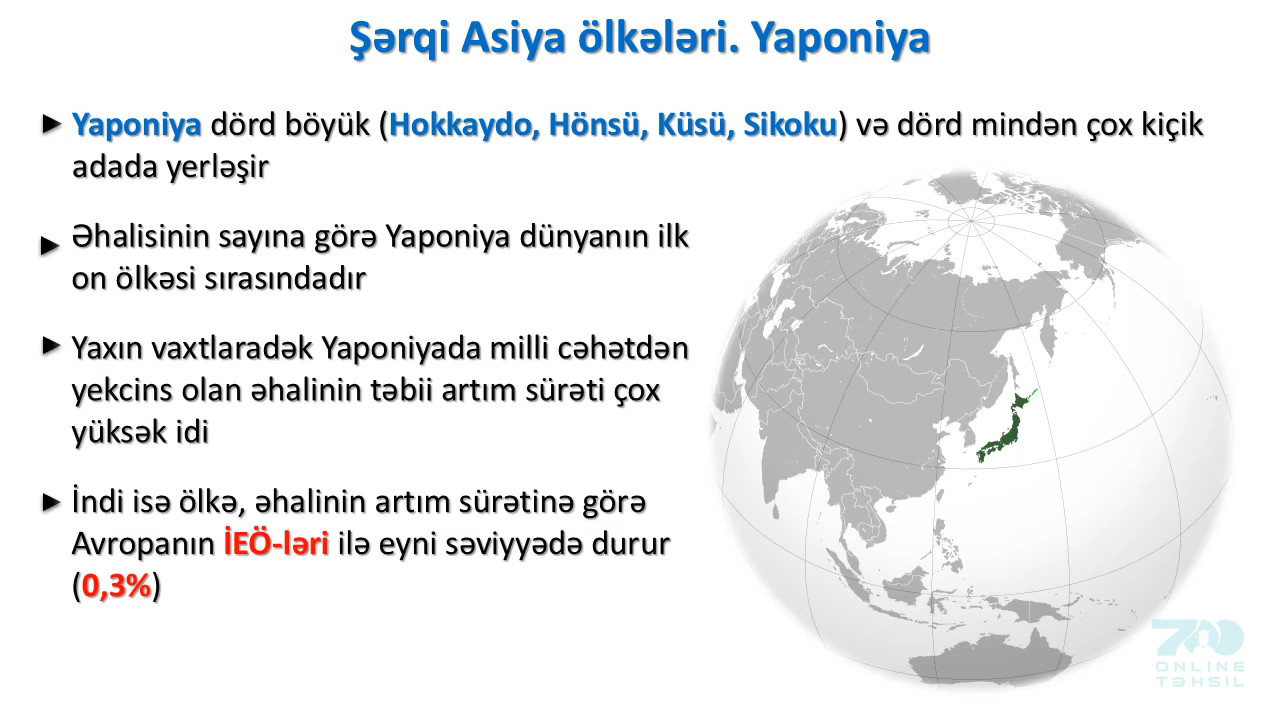 Şərqi Asiya ölkələri. Yaponiya
Yaponiya dörd böyük (Hokkaydo, Hönsü, Küsü, Sikoku) və dörd mindən çox kiçik
adada yerləşir
Əhalisinin sayına görə Yaponiya dünyanın ilk
on ölkəsi sırasındadır
Yaxın vaxtlaradək Yaponiyada milli cəhətdən
yekcins olan əhalinin təbii artım sürəti çox
yüksək idi
İndi isə ölkə, əhalinin artım sürətinə görə
Avropanın İEÖ-ləri ilə eyni səviyyədə durur
(0,3%)
700
ONLINE
TəHSİL